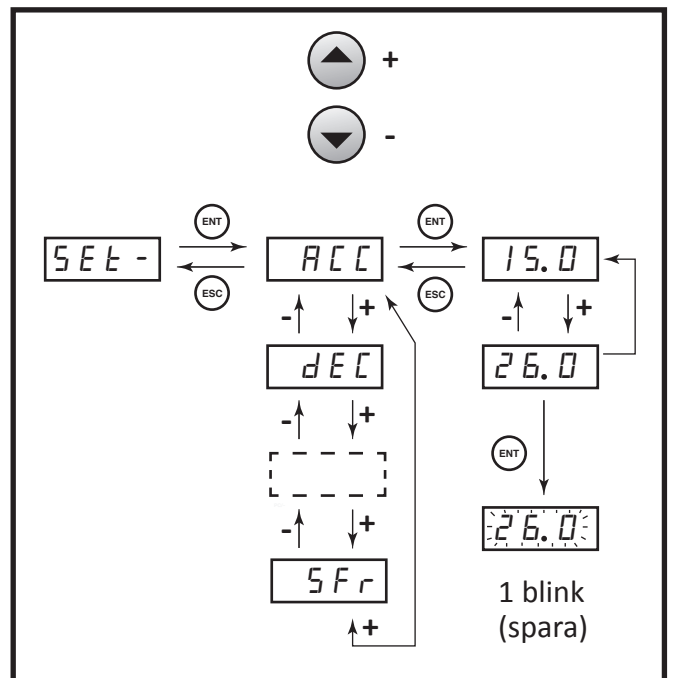 +
-
ENT ENT
SEt- ACC 15.0
ESC ESC
- + - +
dEC 26.0
- +
ENT
- + 26.0
SFr 1 blink
+ (spara)